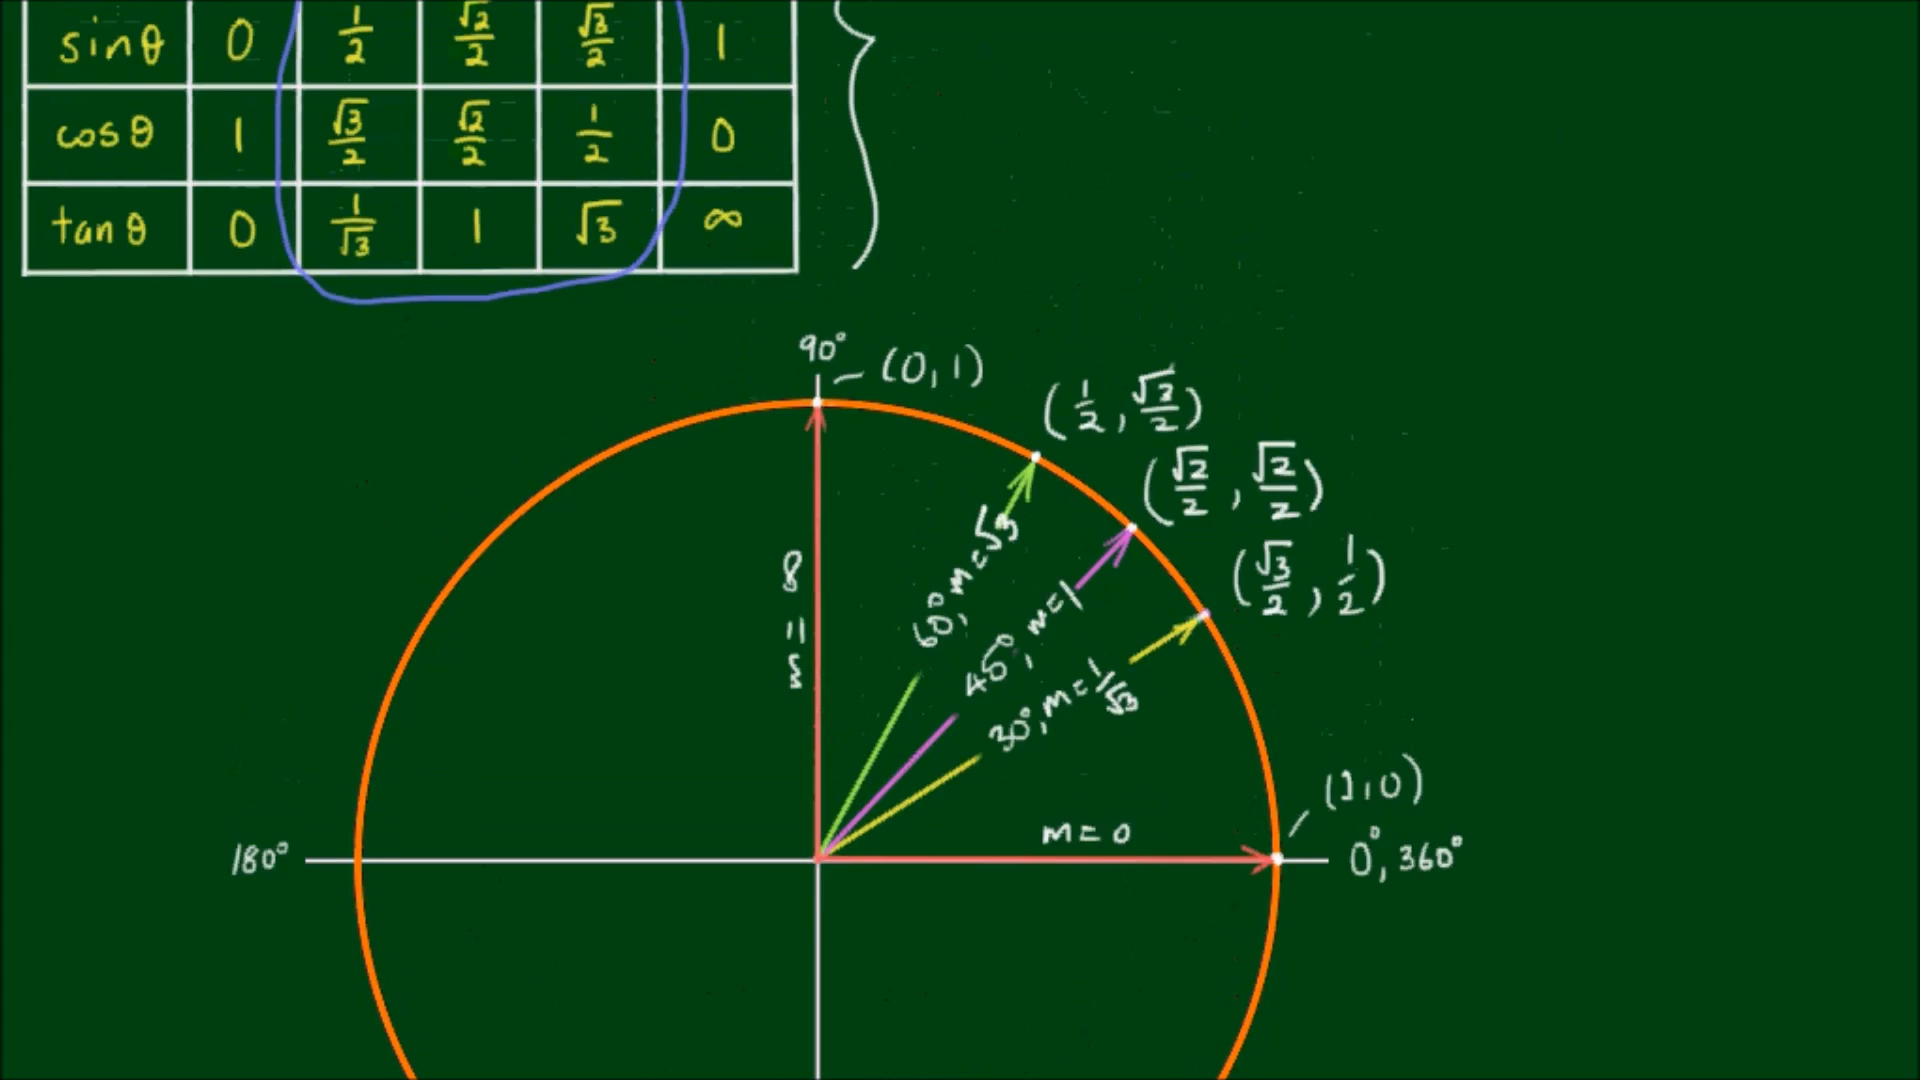 sinθ 0 1/2 √2/2 √3/2 1
cosθ 1 √3/2 √2/2 1/2 0
tanθ 0 1/√3 1 √3 ∞
90°
(0,1)
(1/2, √3/2)
(√2/2, √2/2)
(√3/2, 1/2)
m=∞
60°, m=√3
45°, m=1
30°, m=1/√3
(1,0)
m=0
180°
0°, 360°